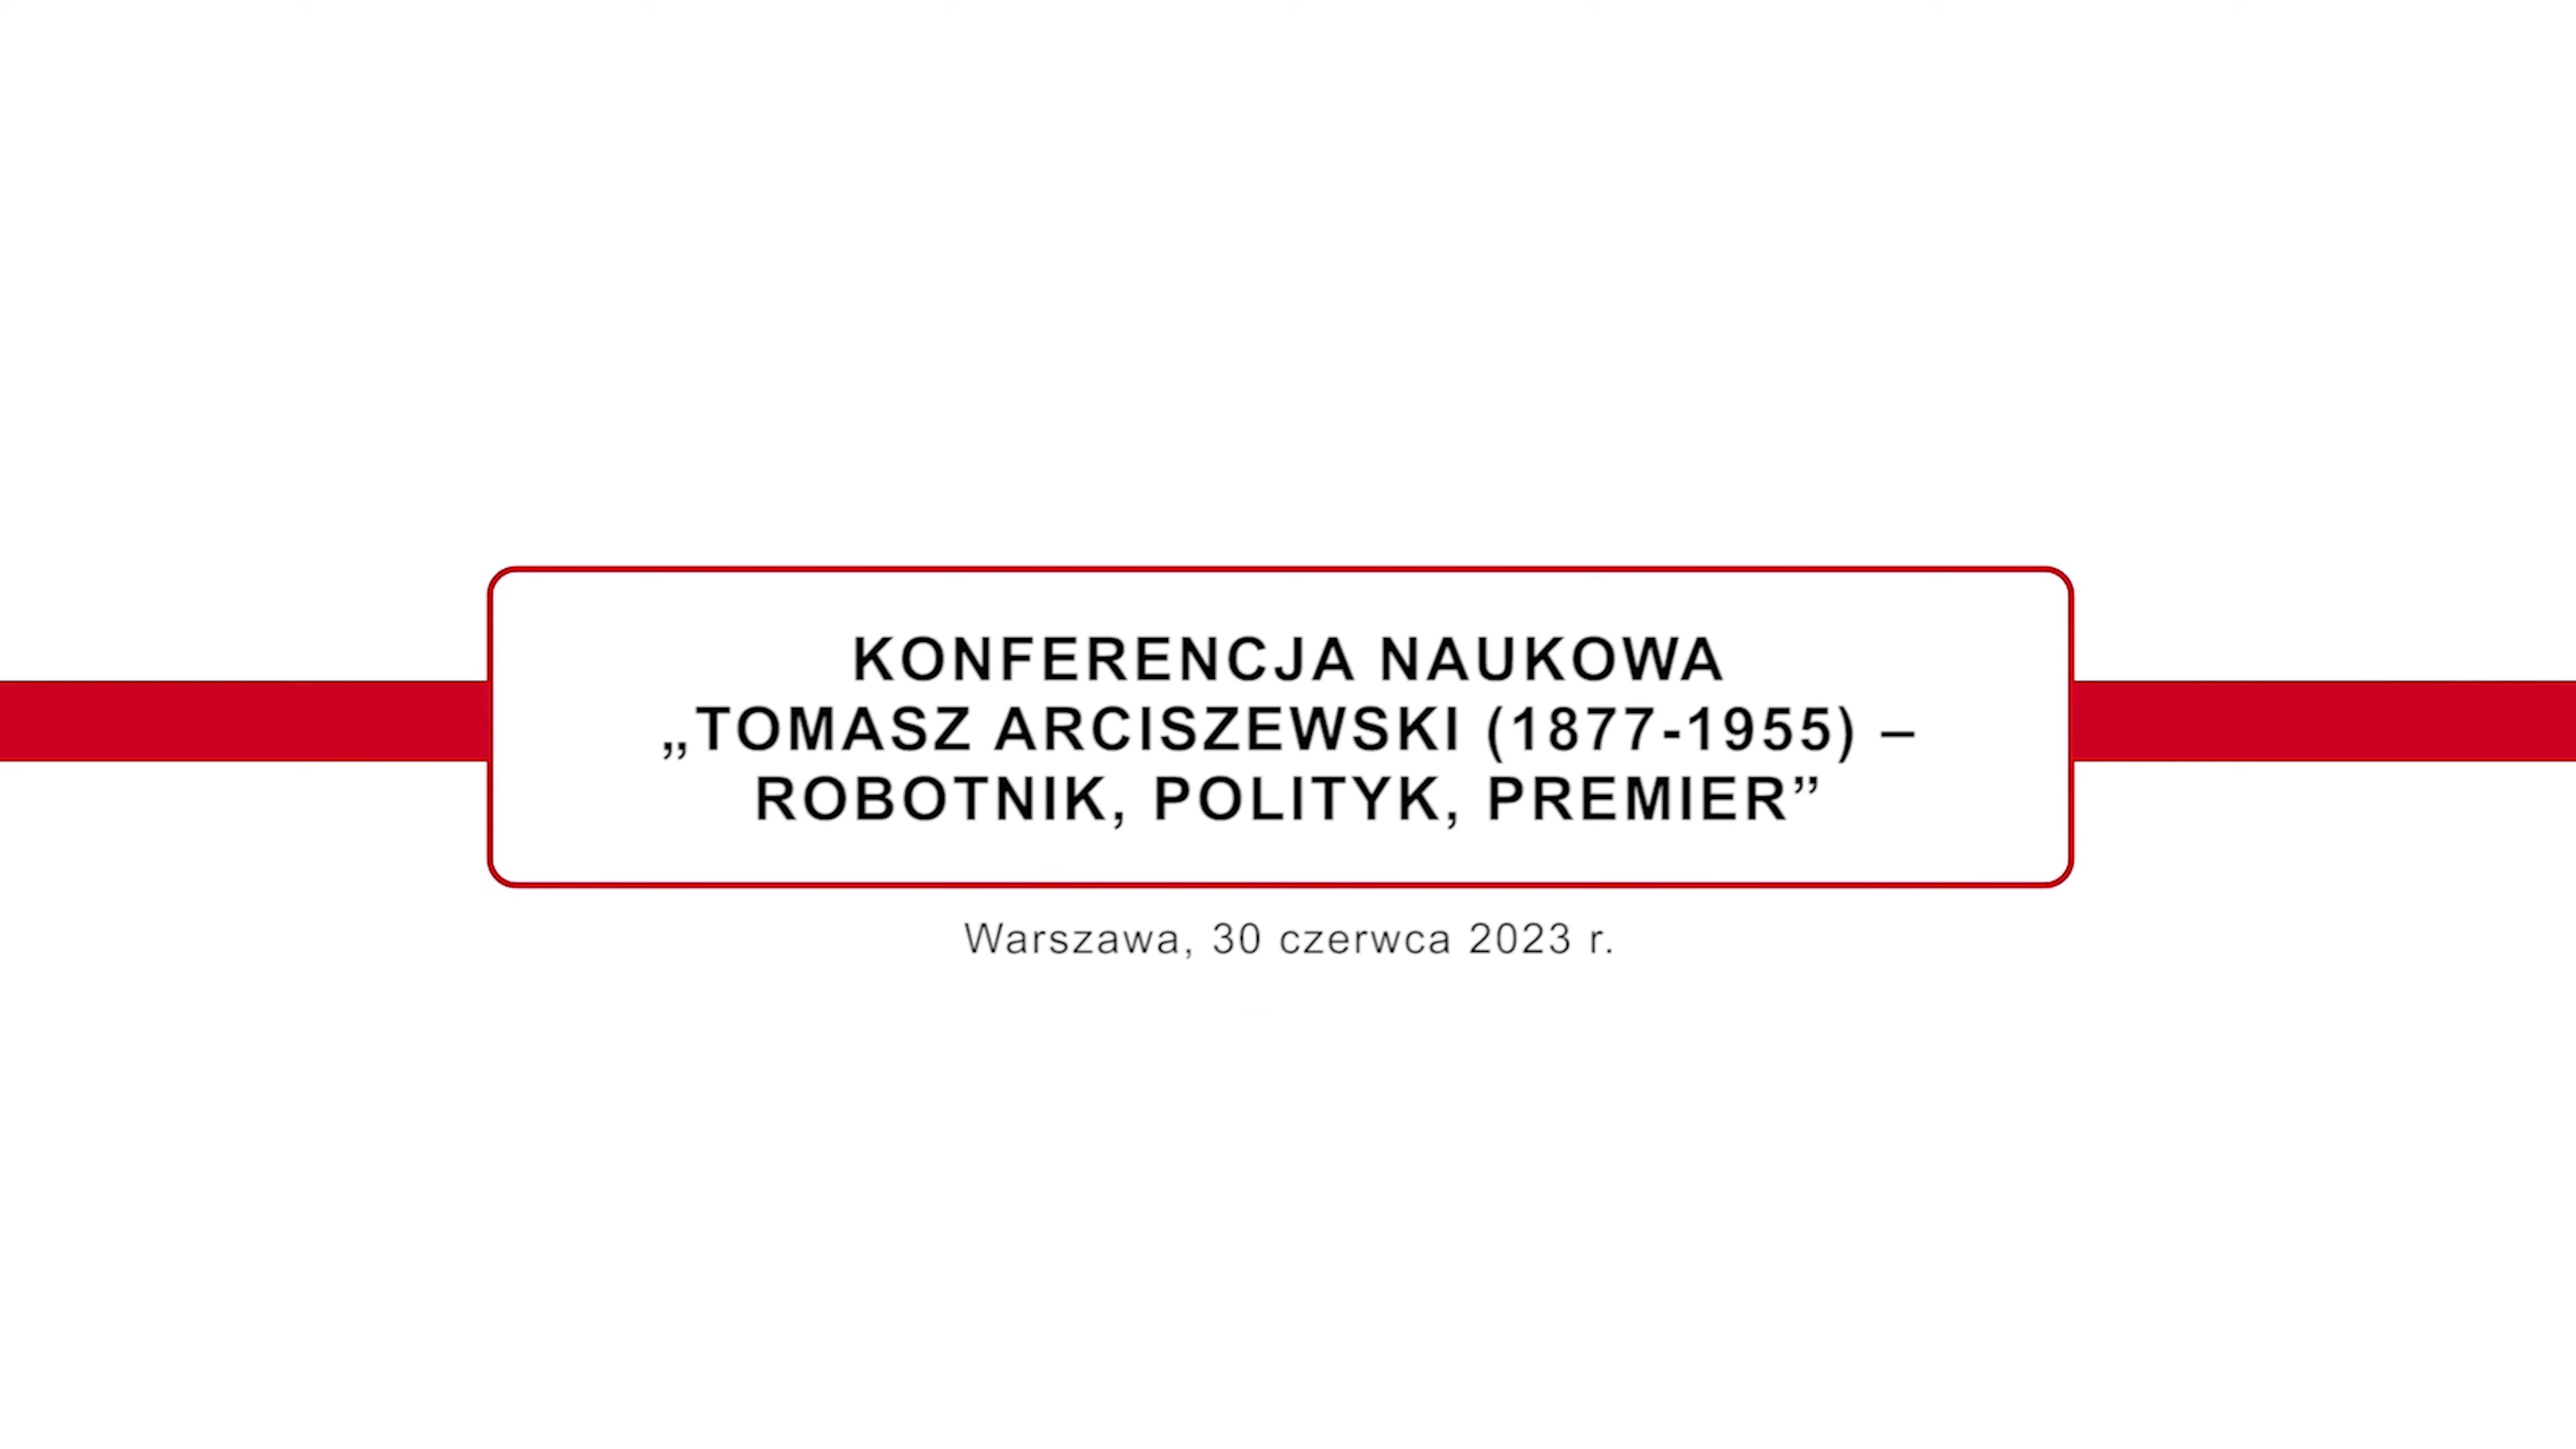 KONFERENCJA NAUKOWA
„TOMASZ ARCISZEWSKI (1877-1955) –
ROBOTNIK, POLITYK, PREMIER”
Warszawa, 30 czerwca 2023 r.